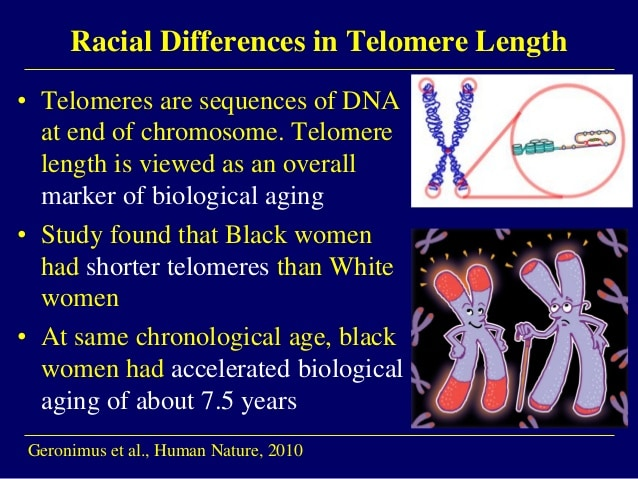 Racial Differences in Telomere Length
• Telomeres are sequences of DNA
at end of chromosome. Telomere
length is viewed as an overall
marker of biological aging
• Study found that Black women
had shorter telomeres than White
women
• At same chronological age, black
women had accelerated biological
aging of about 7.5 years
Geronimus et al., Human Nature, 2010